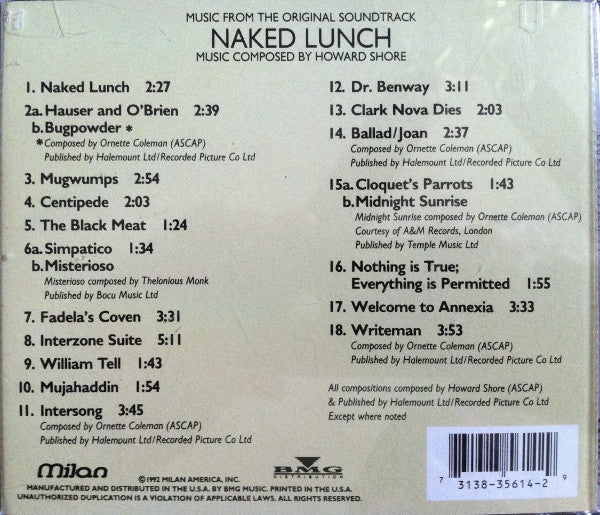 MUSIC FROM THE ORIGINAL SOUNDTRACK
NAKED LUNCH
MUSIC COMPOSED BY HOWARD SHORE
1. Naked Lunch 2:27
2a. Hauser and O'Brien 2:39
b. Bugpowder *
*Composed by Ornette Coleman (ASCAP)
Published by Halemount Ltd/Recorded Picture Co Ltd
3. Mugwumps 2:54
4. Centipede 2:03
5. The Black Meat 1:24
6a. Simpatico 1:34
b. Misterioso
Misterioso composed by Thelonious Monk
Published by Bocu Music Ltd
7. Fadela's Coven 3:31
8. Interzone Suite 5:11
9. William Tell 1:43
10. Mujahaddin 1:54
11. Intersong 3:45
Composed by Ornette Coleman (ASCAP)
Published by Halemount Ltd/Recorded Picture Co Ltd
12. Dr. Benway 3:11
13. Clark Nova Dies 2:03
14. Ballad/Joan 2:37
Composed by Ornette Coleman (ASCAP)
Published by Halemount Ltd/Recorded Picture Co Ltd
15a. Cloquet's Parrots 1:43
b. Midnight Sunrise
Midnight Sunrise composed by Ornette Coleman (ASCAP)
Courtesy of A&M Records, London
Published by Temple Music Ltd
16. Nothing is True;
Everything is Permitted 1:55
17. Welcome to Annexia 3:33
18. Writeman 3:53
Composed by Ornette Coleman (ASCAP)
Published by Halemount Ltd/Recorded Picture Co Ltd
All compositions composed by Howard Shore (ASCAP)
& Published by Halemount Ltd/Recorded Picture Co Ltd
Except where noted
milan
BMG
DISTRIBUTION
7 3138-35614-2 9
©1992 MILAN AMERICA, INC.
MANUFACTURED AND DISTRIBUTED IN THE U.S.A. BY BMG MUSIC. PRINTED IN THE U.S.A.
UNAUTHORIZED DUPLICATION IS A VIOLATION OF APPLICABLE LAWS. ALL RIGHTS RESERVED.